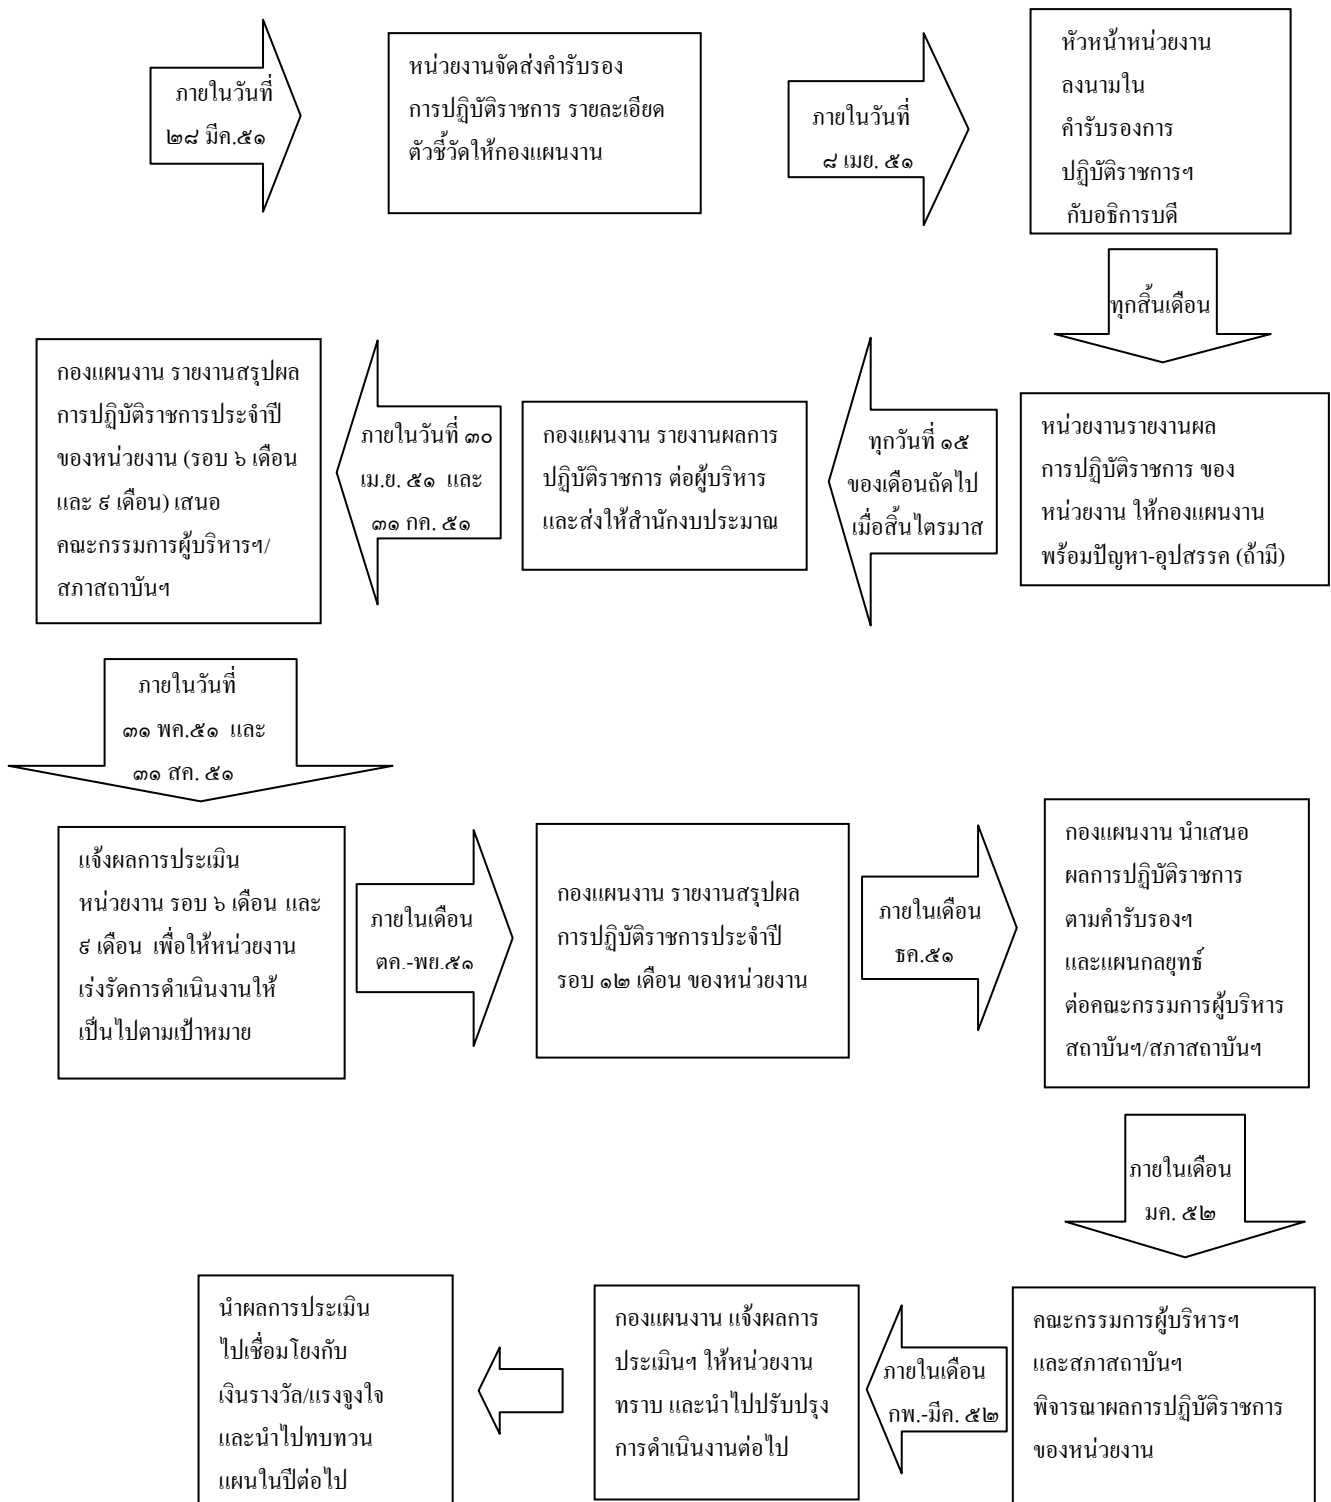 ภายในวันที่
๒๘ มีค.๕๑
หน่วยงานจัดส่งคำรับรอง
การปฏิบัติราชการ รายละเอียด
ตัวชี้วัดให้กองแผนงาน
ภายในวันที่
๘ เมย. ๕๑
หัวหน้าหน่วยงาน
ลงนามใน
คำรับรองการ
ปฏิบัติราชการฯ
กับอธิการบดี
ทุกสิ้นเดือน
หน่วยงานรายงานผล
การปฏิบัติราชการ ของ
หน่วยงาน ให้กองแผนงาน
พร้อมปัญหา-อุปสรรค (ถ้ามี)
ทุกวันที่ ๑๕
ของเดือนถัดไป
เมื่อสิ้นไตรมาส
กองแผนงาน รายงานผลการ
ปฏิบัติราชการ ต่อผู้บริหาร
และส่งให้สำนักงบประมาณ
ภายในวันที่ ๓๐
เม.ย. ๕๑ และ
๓๑ กค. ๕๑
กองแผนงาน รายงานสรุปผล
การปฏิบัติราชการประจำปี
ของหน่วยงาน (รอบ ๖ เดือน
และ ๙ เดือน) เสนอ
คณะกรรมการผู้บริหารฯ/
สภาสถาบันฯ
ภายในวันที่
๓๑ พค.๕๑ และ
๓๑ สค. ๕๑
แจ้งผลการประเมิน
หน่วยงาน รอบ ๖ เดือน และ
๙ เดือน เพื่อให้หน่วยงาน
เร่งรัดการดำเนินงานให้
เป็นไปตามเป้าหมาย
ภายในเดือน
ตค.-พย.๕๑
กองแผนงาน รายงานสรุปผล
การปฏิบัติราชการประจำปี
รอบ ๑๒ เดือน ของหน่วยงาน
ภายในเดือน
ธค.๕๑
กองแผนงาน นำเสนอ
ผลการปฏิบัติราชการ
ตามคำรับรองฯ
และแผนกลยุทธ์
ต่อคณะกรรมการผู้บริหาร
สถาบันฯ/สภาสถาบันฯ
ภายในเดือน
มค. ๕๒
คณะกรรมการผู้บริหารฯ
และสภาสถาบันฯ
พิจารณาผลการปฏิบัติราชการ
ของหน่วยงาน
ภายในเดือน
กพ.-มีค. ๕๒
กองแผนงาน แจ้งผลการ
ประเมินฯ ให้หน่วยงาน
ทราบ และนำไปปรับปรุง
การดำเนินงานต่อไป
นำผลการประเมิน
ไปเชื่อมโยงกับ
เงินรางวัล/แรงจูงใจ
และนำไปทบทวน
แผนในปีต่อไป